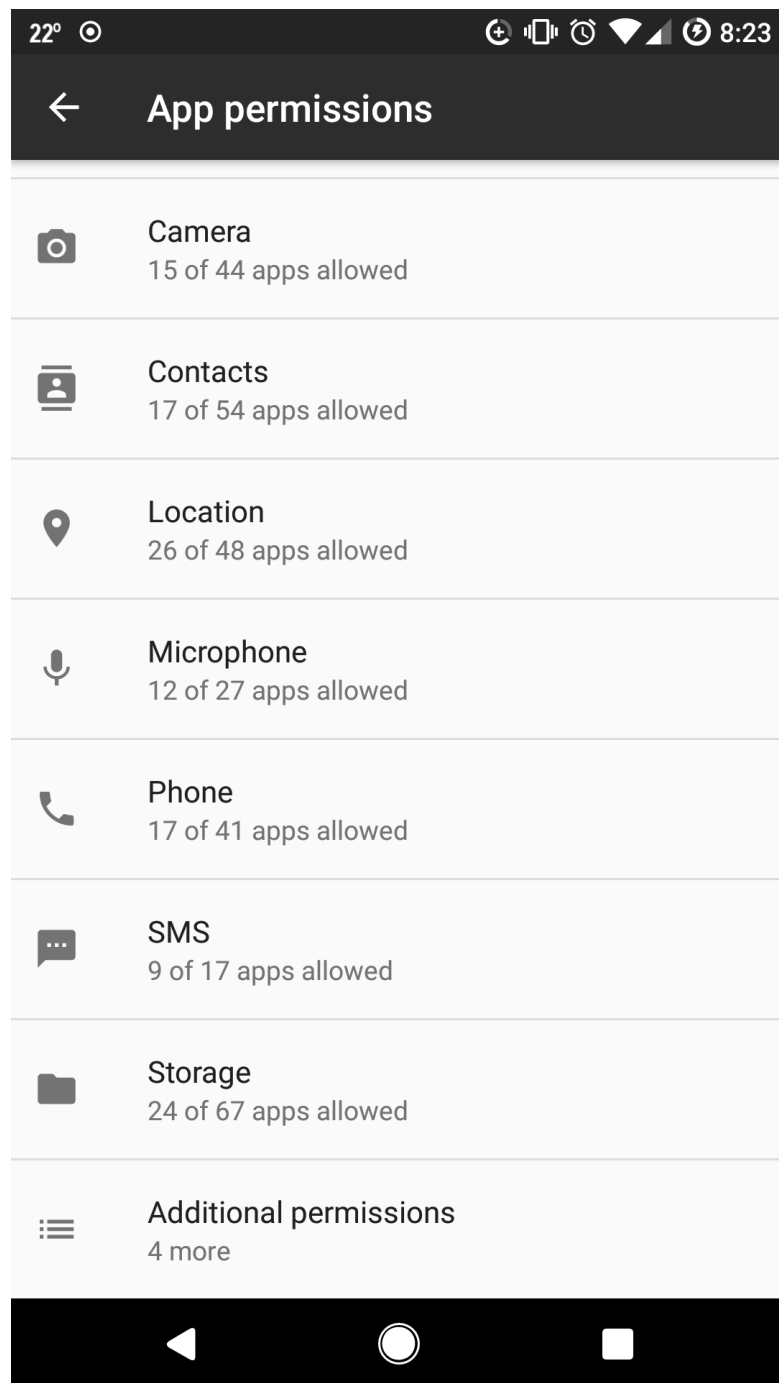 22° 8:23
App permissions
Camera
15 of 44 apps allowed
Contacts
17 of 54 apps allowed
Location
26 of 48 apps allowed
Microphone
12 of 27 apps allowed
Phone
17 of 41 apps allowed
SMS
9 of 17 apps allowed
Storage
24 of 67 apps allowed
Additional permissions
4 more